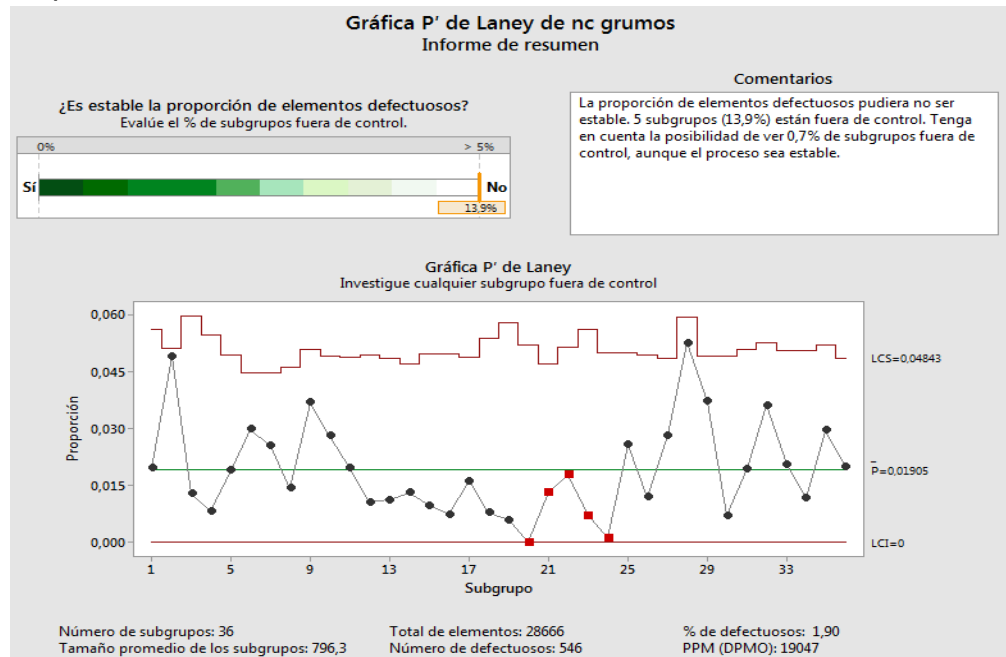 Gráfica P' de Laney de nc grumos
Informe de resumen
¿Es estable la proporción de elementos defectuosos?
Evalúe el % de subgrupos fuera de control.
0% > 5%
Sí No
13,9%
Comentarios
La proporción de elementos defectuosos pudiera no ser
estable. 5 subgrupos (13,9%) están fuera de control. Tenga
en cuenta la posibilidad de ver 0,7% de subgrupos fuera de
control, aunque el proceso sea estable.
Gráfica P' de Laney
Investigue cualquier subgrupo fuera de control
Proporción
0,060
0,045
0,030
0,015
0,000
LCS=0,04843
P̄=0,01905
LCI=0
1 5 9 13 17 21 25 29 33
Subgrupo
Número de subgrupos: 36 Total de elementos: 28666 % de defectuosos: 1,90
Tamaño promedio de los subgrupos: 796,3 Número de defectuosos: 546 PPM (DPMO): 19047